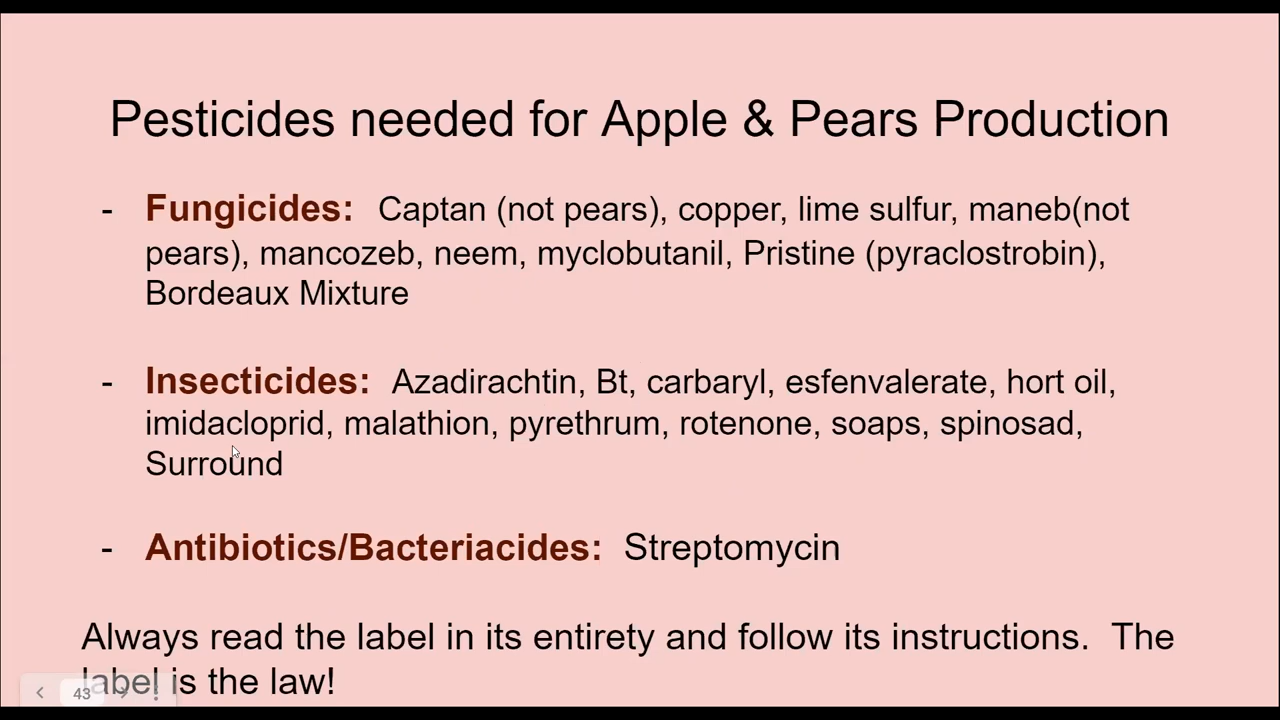 Pesticides needed for Apple & Pears Production
- Fungicides: Captan (not pears), copper, lime sulfur, maneb(not
pears), mancozeb, neem, myclobutanil, Pristine (pyraclostrobin),
Bordeaux Mixture
- Insecticides: Azadirachtin, Bt, carbaryl, esfenvalerate, hort oil,
imidacloprid, malathion, pyrethrum, rotenone, soaps, spinosad,
Surround
- Antibiotics/Bacteriacides: Streptomycin
Always read the label in its entirety and follow its instructions. The
label is the law!
43